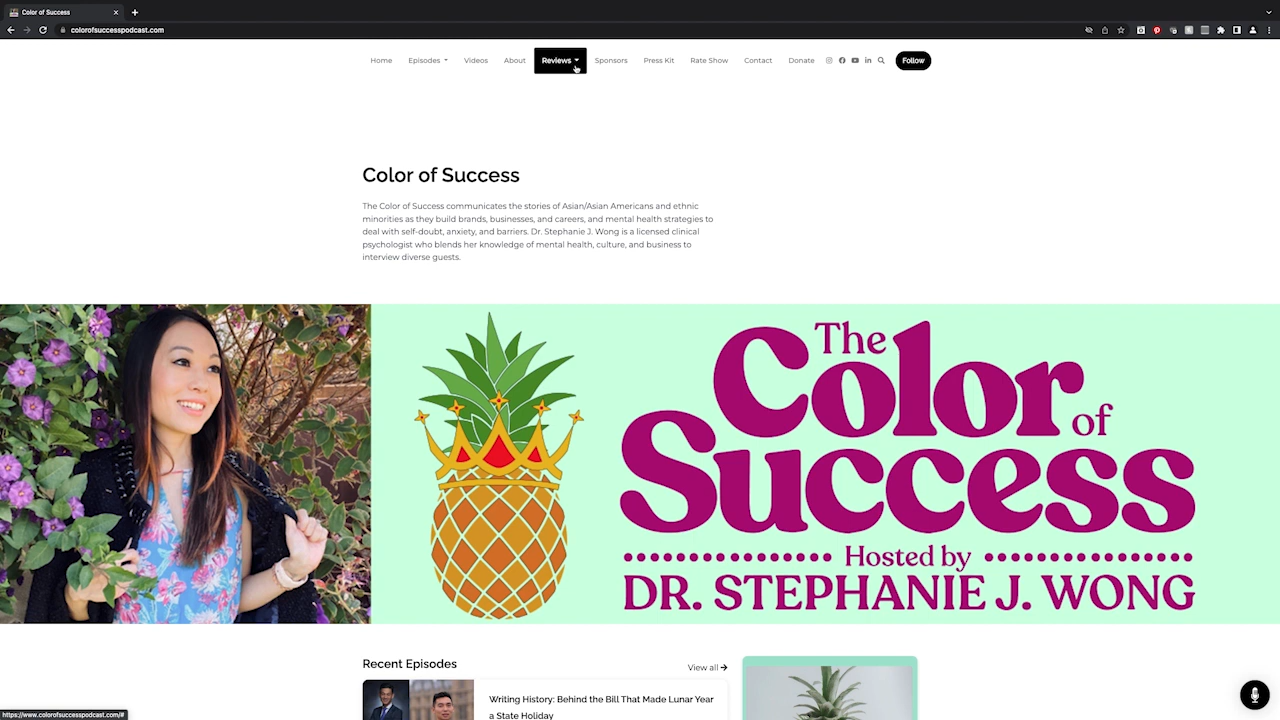 Color of Success
colorofsuccesspodcast.com
Home Episodes Videos About Reviews Sponsors Press Kit Rate Show Contact Donate Follow
Color of Success
The Color of Success communicates the stories of Asian/Asian Americans and ethnic
minorities as they build brands, businesses, and careers, and mental health strategies to
deal with self-doubt, anxiety, and barriers. Dr. Stephanie J. Wong is a licensed clinical
psychologist who blends her knowledge of mental health, culture, and business to
interview diverse guests.
The
Color of
Success
Hosted by
DR. STEPHANIE J. WONG
Recent Episodes
View all
Writing History: Behind the Bill That Made Lunar Year
a State Holiday
https://www.colorofsuccesspodcast.com/#